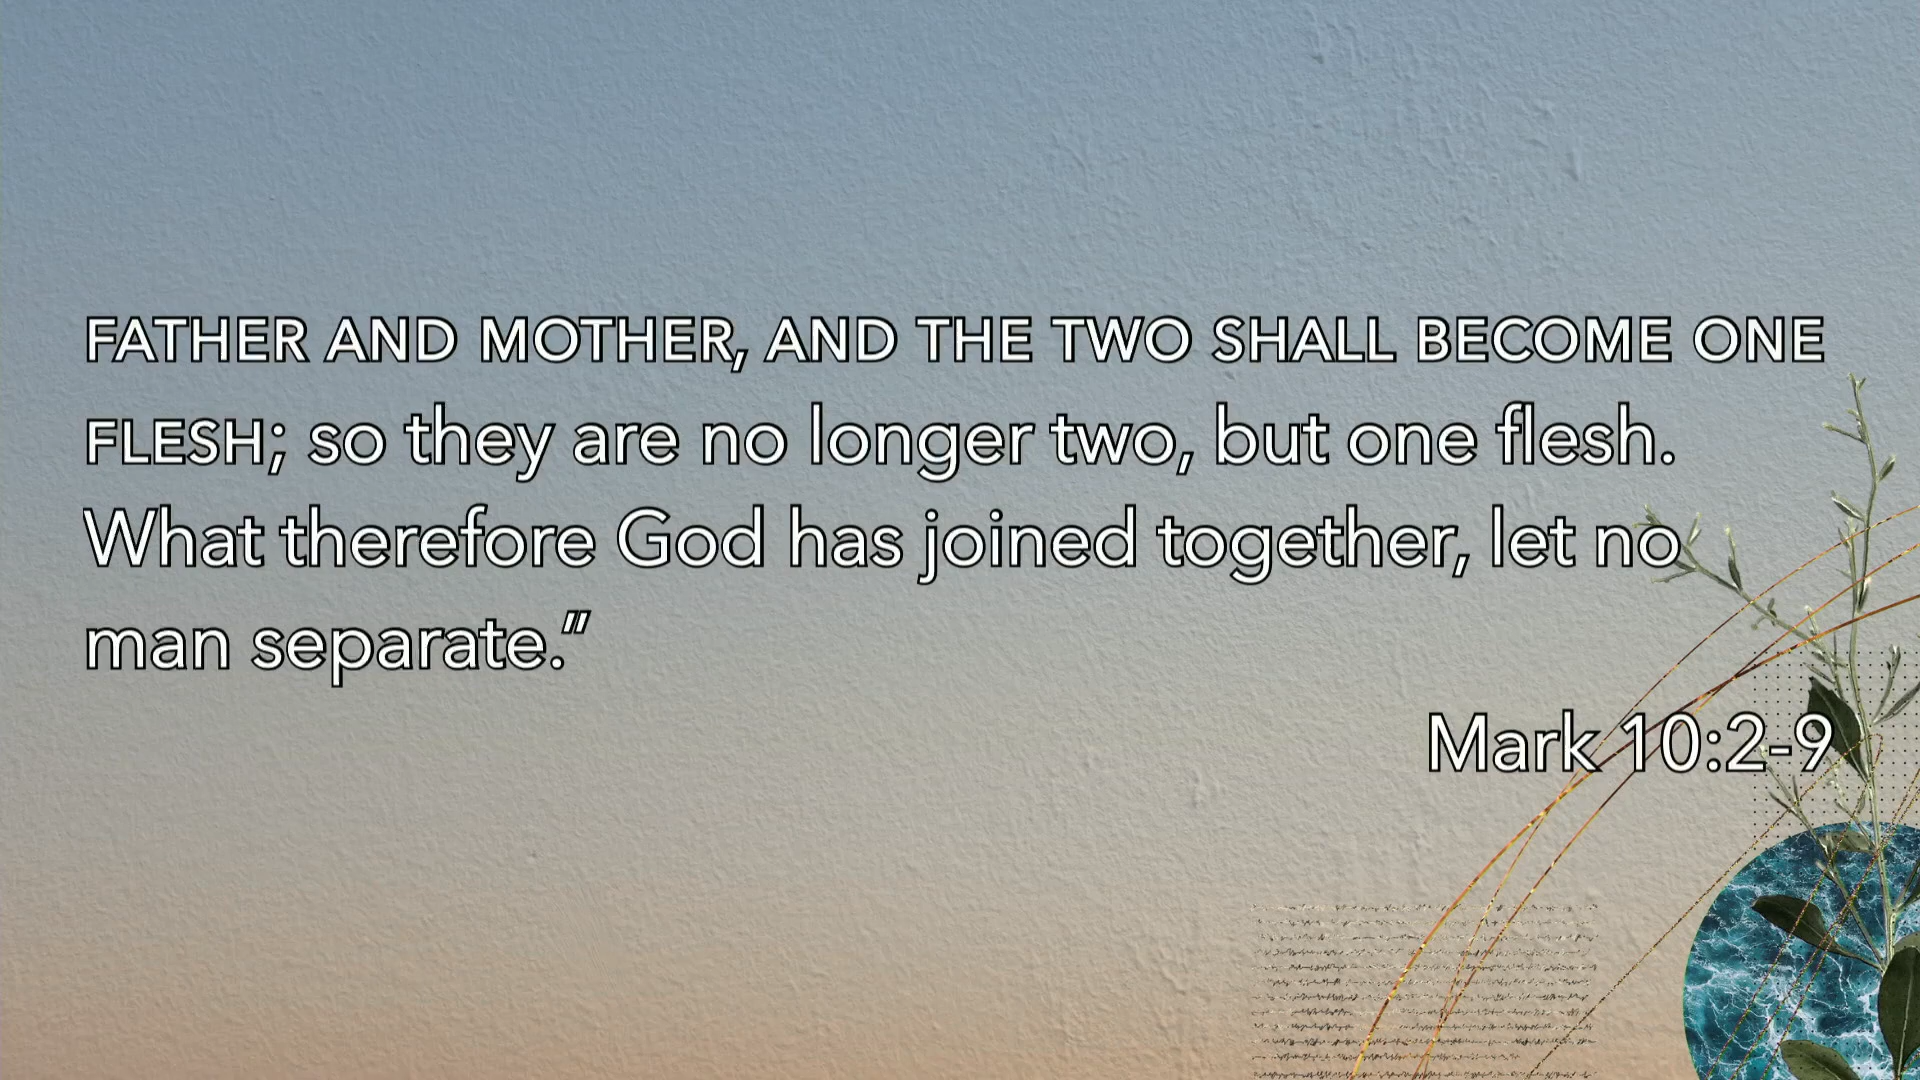 FATHER AND MOTHER, AND THE TWO SHALL BECOME ONE
FLESH; so they are no longer two, but one flesh.
What therefore God has joined together, let no
man separate.”
Mark 10:2-9